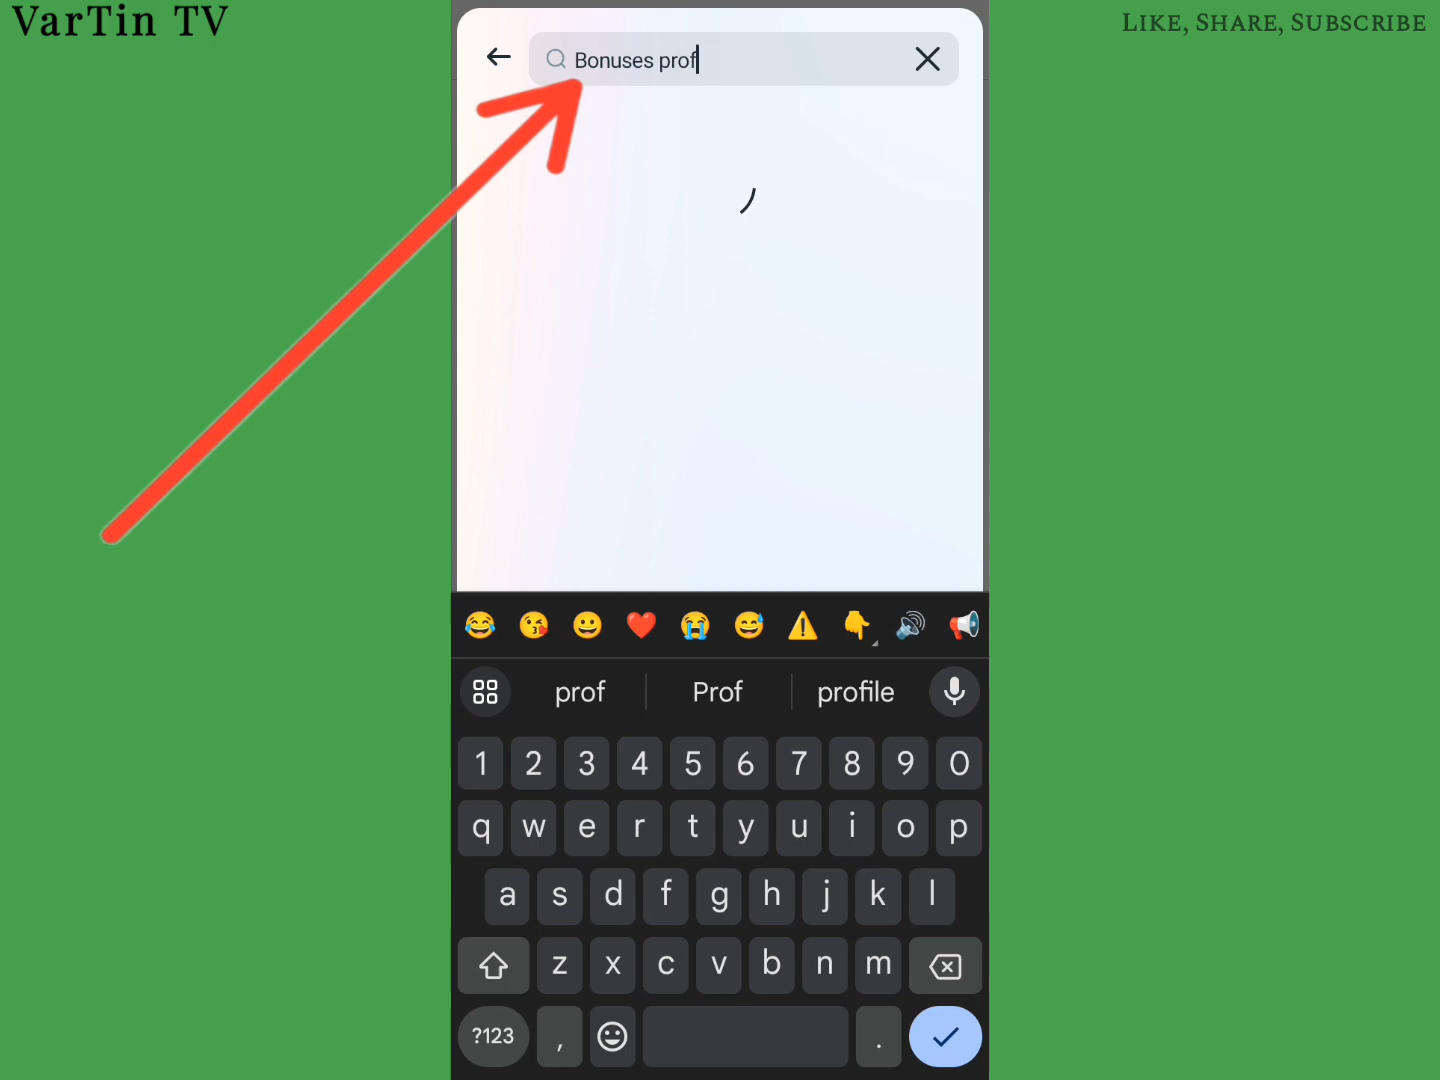 VarTin TV
Like, Share, Subscribe
Bonuses prof
prof Prof profile
1 2 3 4 5 6 7 8 9 0
q w e r t y u i o p
a s d f g h j k l
z x c v b n m
?123 , .